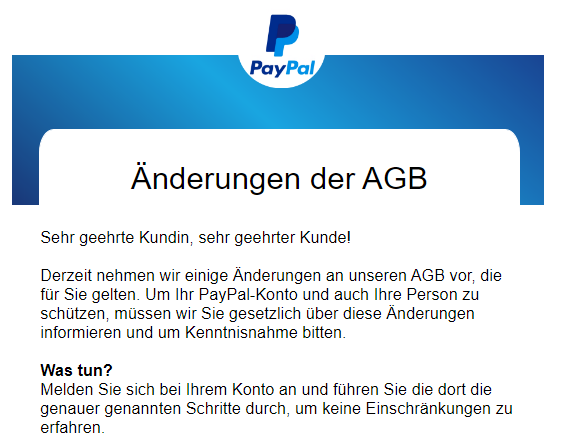 PayPal
Änderungen der AGB
Sehr geehrte Kundin, sehr geehrter Kunde!
Derzeit nehmen wir einige Änderungen an unseren AGB vor, die
für Sie gelten. Um Ihr PayPal-Konto und auch Ihre Person zu
schützen, müssen wir Sie gesetzlich über diese Änderungen
informieren und um Kenntnisnahme bitten.
Was tun?
Melden Sie sich bei Ihrem Konto an und führen Sie die dort die
genauer genannten Schritte durch, um keine Einschränkungen zu
erfahren.